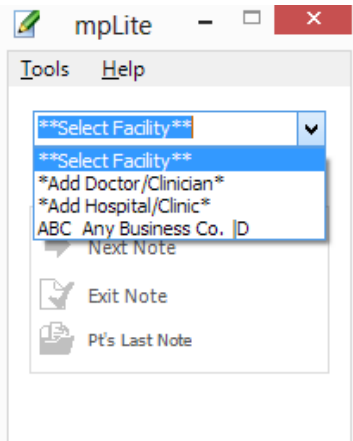 mpLite
Tools Help
**Select Facility**
**Select Facility**
*Add Doctor/Clinician*
*Add Hospital/Clinic*
ABC Any Business Co. |D
Next Note
Exit Note
Pt's Last Note